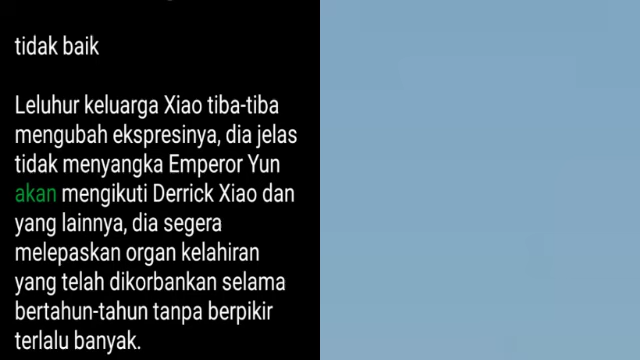 tidak baik
Leluhur keluarga Xiao tiba-tiba
mengubah ekspresinya, dia jelas
tidak menyangka Emperor Yun
akan mengikuti Derrick Xiao dan
yang lainnya, dia segera
melepaskan organ kelahiran
yang telah dikorbankan selama
bertahun-tahun tanpa berpikir
terlalu banyak.